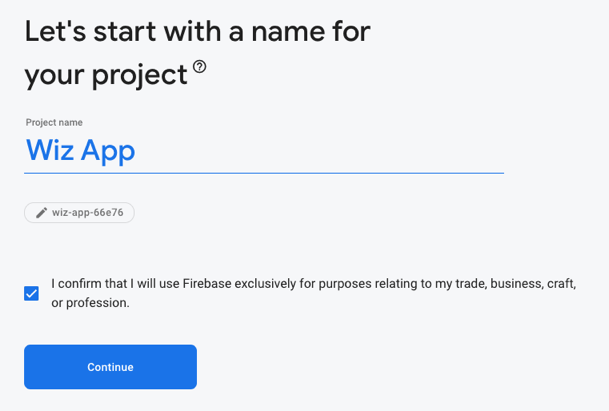 Let's start with a name for
your project
Project name
Wiz App
wiz-app-66e76
I confirm that I will use Firebase exclusively for purposes relating to my trade, business, craft,
or profession.
Continue